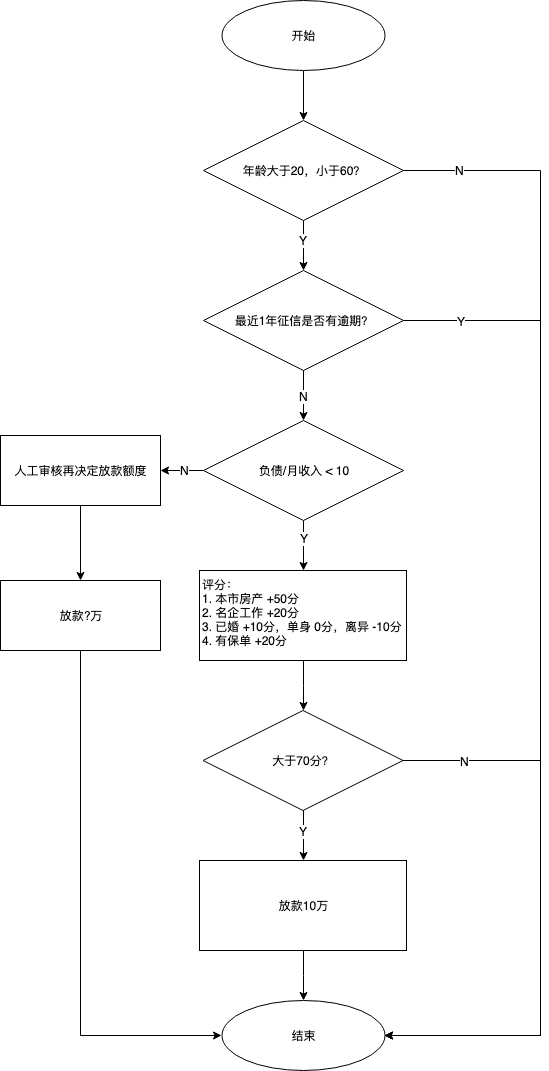 开始
年龄大于20，小于60?
N
Y
最近1年征信是否有逾期?
Y
N
人工审核再决定放款额度
N
负债/月收入 < 10
Y
放款?万
评分：
1. 本市房产 +50分
2. 名企工作 +20分
3. 已婚 +10分，单身 0分，离异 -10分
4. 有保单 +20分
大于70分?
N
Y
放款10万
结束